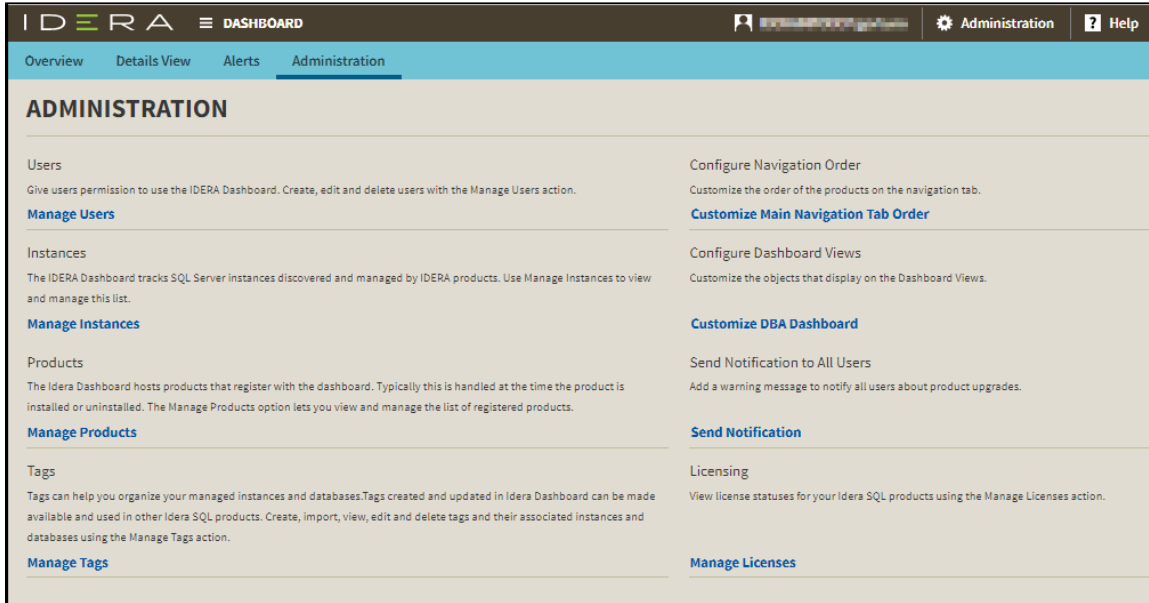 IDERA DASHBOARD
Administration
? Help
Overview Details View Alerts Administration
ADMINISTRATION
Users
Give users permission to use the IDERA Dashboard. Create, edit and delete users with the Manage Users action.
Manage Users
Instances
The IDERA Dashboard tracks SQL Server instances discovered and managed by IDERA products. Use Manage Instances to view
and manage this list.
Manage Instances
Products
The Idera Dashboard hosts products that register with the dashboard. Typically this is handled at the time the product is
installed or uninstalled. The Manage Products option lets you view and manage the list of registered products.
Manage Products
Tags
Tags can help you organize your managed instances and databases.Tags created and updated in Idera Dashboard can be made
available and used in other Idera SQL products. Create, import, view, edit and delete tags and their associated instances and
databases using the Manage Tags action.
Manage Tags
Configure Navigation Order
Customize the order of the products on the navigation tab.
Customize Main Navigation Tab Order
Configure Dashboard Views
Customize the objects that display on the Dashboard Views.
Customize DBA Dashboard
Send Notification to All Users
Add a warning message to notify all users about product upgrades.
Send Notification
Licensing
View license statuses for your Idera SQL products using the Manage Licenses action.
Manage Licenses